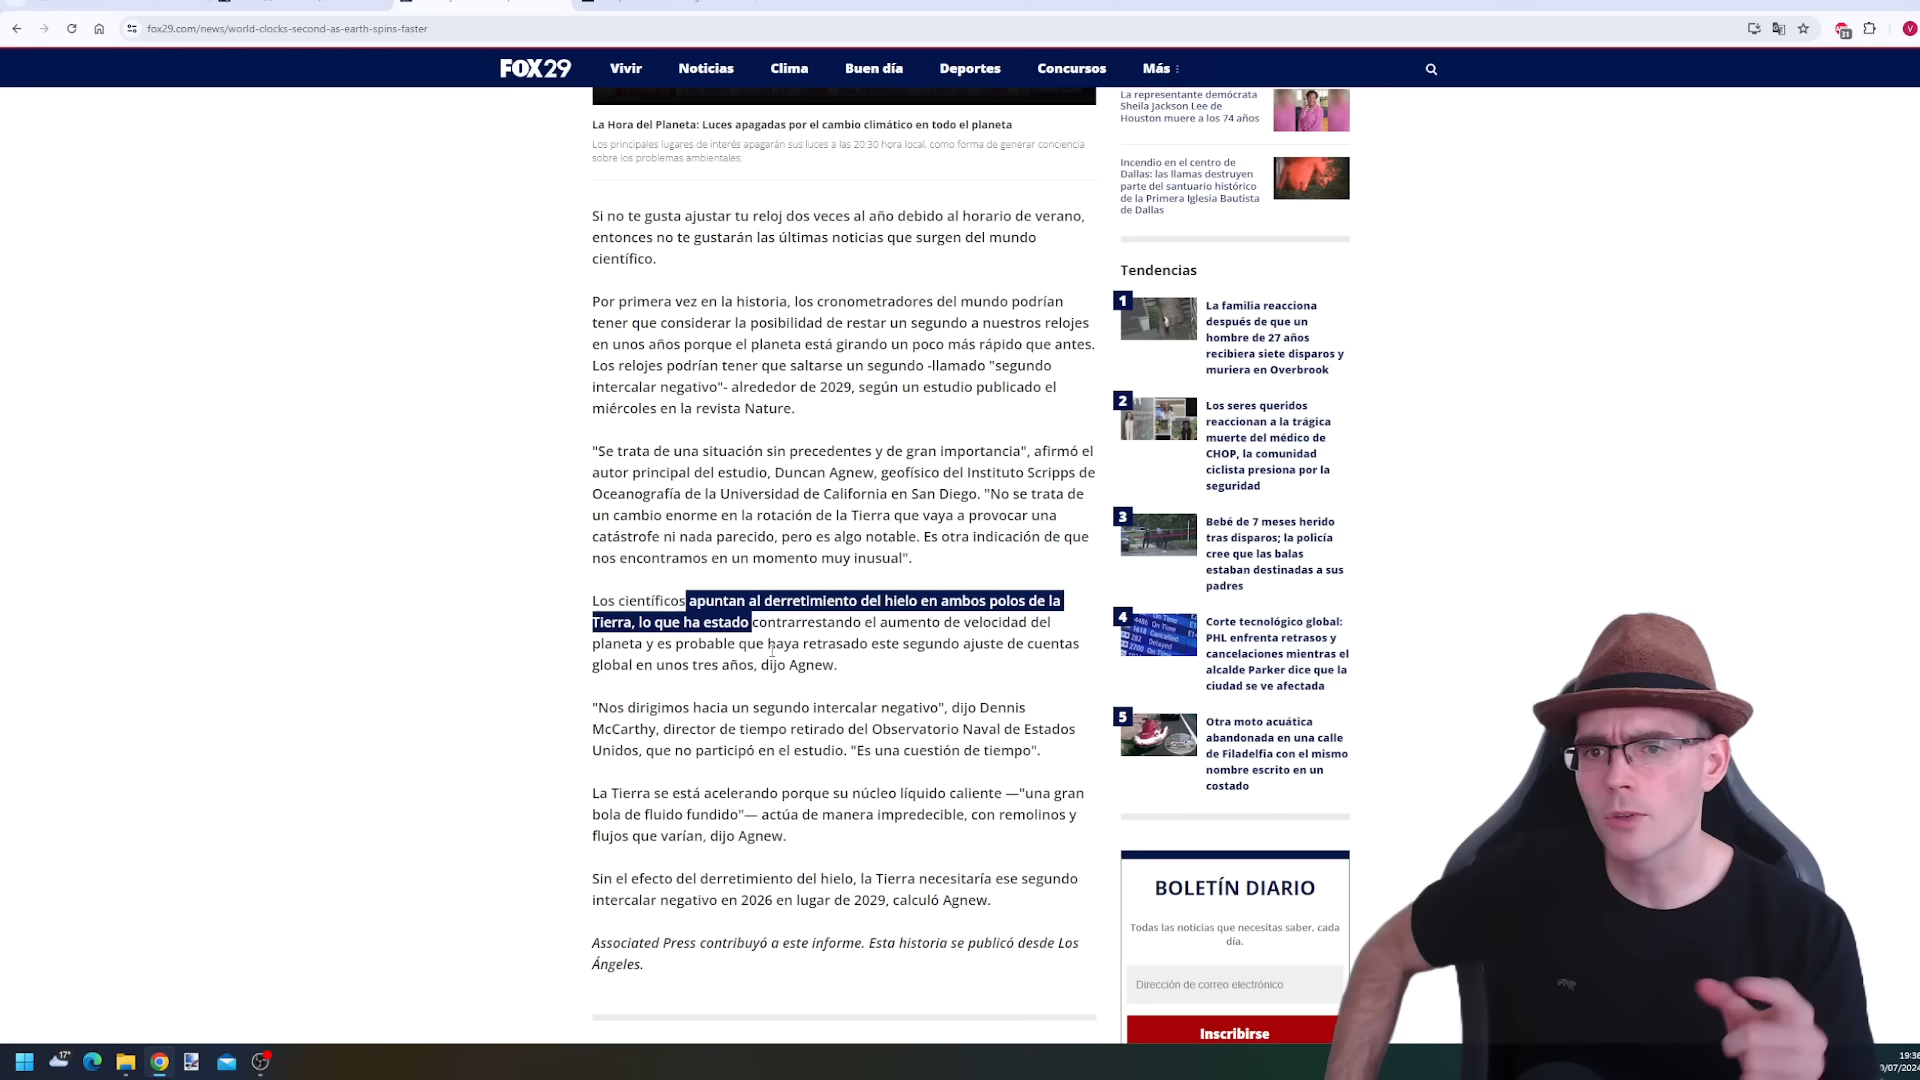 fox29.com/news/world-clocks-second-as-earth-spins-faster
31
V
FOX 29
Vivir
Noticias
Clima
Buen día
Deportes
Concursos
Más
La Hora del Planeta: Luces apagadas por el cambio climático en todo el planeta
Los principales lugares de interés apagarán sus luces a las 20:30 hora local, como forma de generar conciencia
sobre los problemas ambientales.
Si no te gusta ajustar tu reloj dos veces al año debido al horario de verano,
entonces no te gustarán las últimas noticias que surgen del mundo
científico.
Por primera vez en la historia, los cronometradores del mundo podrían
tener que considerar la posibilidad de restar un segundo a nuestros relojes
en unos años porque el planeta está girando un poco más rápido que antes.
Los relojes podrían tener que saltarse un segundo -llamado "segundo
intercalar negativo"- alrededor de 2029, según un estudio publicado el
miércoles en la revista Nature.
"Se trata de una situación sin precedentes y de gran importancia", afirmó el
autor principal del estudio, Duncan Agnew, geofísico del Instituto Scripps de
Oceanografía de la Universidad de California en San Diego. "No se trata de
un cambio enorme en la rotación de la Tierra que vaya a provocar una
catástrofe ni nada parecido, pero es algo notable. Es otra indicación de que
nos encontramos en un momento muy inusual".
Los científicos apuntan al derretimiento del hielo en ambos polos de la
Tierra, lo que ha estado contrarrestando el aumento de velocidad del
planeta y es probable que haya retrasado este segundo ajuste de cuentas
global en unos tres años, dijo Agnew.
"Nos dirigimos hacia un segundo intercalar negativo", dijo Dennis
McCarthy, director de tiempo retirado del Observatorio Naval de Estados
Unidos, que no participó en el estudio. "Es una cuestión de tiempo".
La Tierra se está acelerando porque su núcleo líquido caliente —"una gran
bola de fluido fundido"— actúa de manera impredecible, con remolinos y
flujos que varían, dijo Agnew.
Sin el efecto del derretimiento del hielo, la Tierra necesitaría ese segundo
intercalar negativo en 2026 en lugar de 2029, calculó Agnew.
Associated Press contribuyó a este informe. Esta historia se publicó desde Los
Ángeles.
La representante demócrata
Sheila Jackson Lee de
Houston muere a los 74 años
Incendio en el centro de
Dallas: las llamas destruyen
parte del santuario histórico
de la Primera Iglesia Bautista
de Dallas
Tendencias
1
La familia reacciona
después de que un
hombre de 27 años
recibiera siete disparos y
muriera en Overbrook
2
Los seres queridos
reaccionan a la trágica
muerte del médico de
CHOP, la comunidad
ciclista presiona por la
seguridad
3
Bebé de 7 meses herido
tras disparos; la policía
cree que las balas
estaban destinadas a sus
padres
4
Corte tecnológico global:
PHL enfrenta retrasos y
cancelaciones mientras el
alcalde Parker dice que la
ciudad se ve afectada
5
Otra moto acuática
abandonada en una calle
de Filadelfia con el mismo
nombre escrito en un
costado
BOLETÍN DIARIO
Todas las noticias que necesitas saber, cada
día.
Dirección de correo electrónico
Inscribirse
17°
19:36
/07/2024